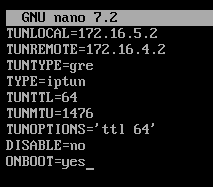 GNU nano 7.2
TUNLOCAL=172.16.5.2
TUNREMOTE=172.16.4.2
TUNTYPE=gre
TYPE=iptun
TUNTTL=64
TUNMTU=1476
TUNOPTIONS='ttl 64'
DISABLE=no
ONBOOT=yes